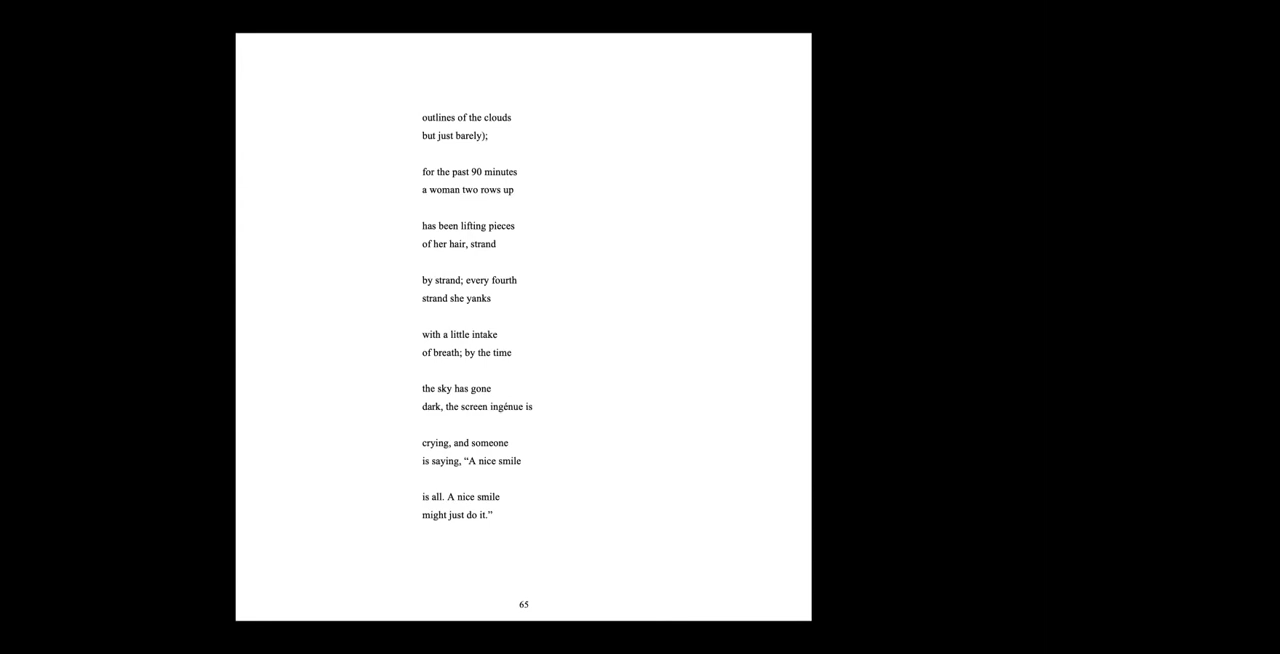 outlines of the clouds
but just barely);
for the past 90 minutes
a woman two rows up
has been lifting pieces
of her hair, strand
by strand; every fourth
strand she yanks
with a little intake
of breath; by the time
the sky has gone
dark, the screen ingénue is
crying, and someone
is saying, “A nice smile
is all. A nice smile
might just do it.”
65